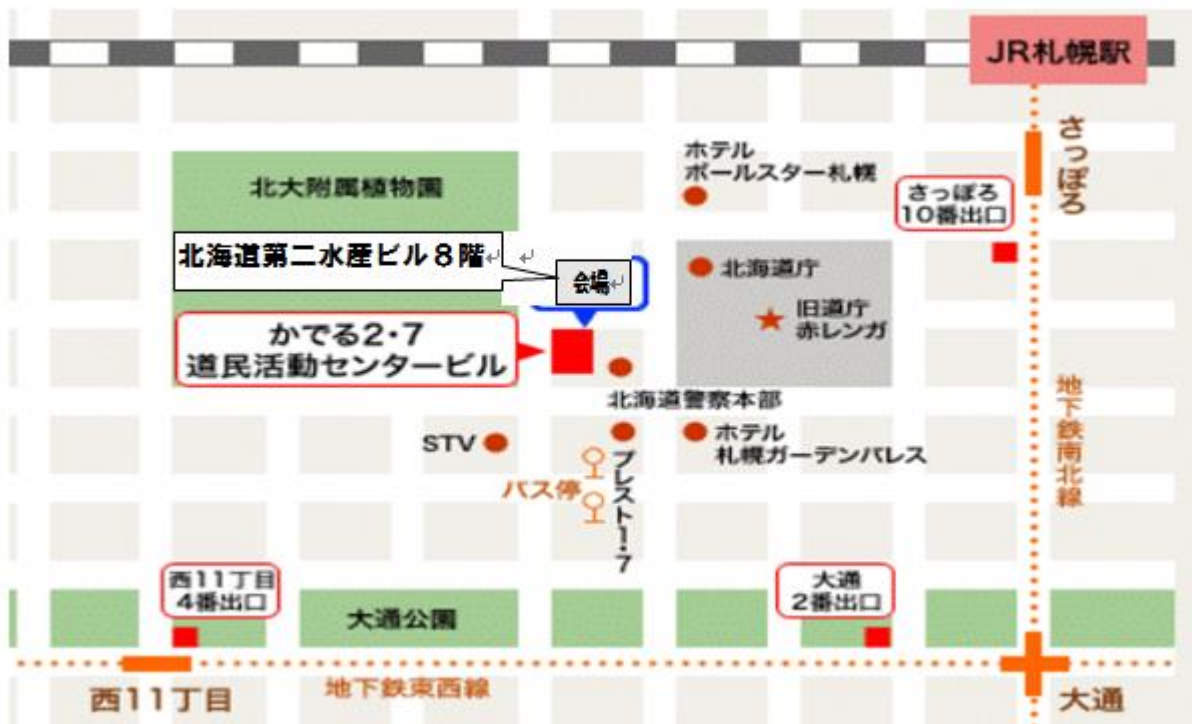 JR札幌駅
さっぽろ
ホテル
ポールスター札幌
北大附属植物園
さっぽろ
10番出口
北海道第二水産ビル8階
会場
北海道庁
旧道庁
赤レンガ
かでる2・7
道民活動センタービル
北海道警察本部
地下鉄南北線
STV
ホテル
札幌ガーデンパレス
バス停
プレスト1・7
西11丁目
4番出口
大通公園
大通
2番出口
西11丁目
地下鉄東西線
大通